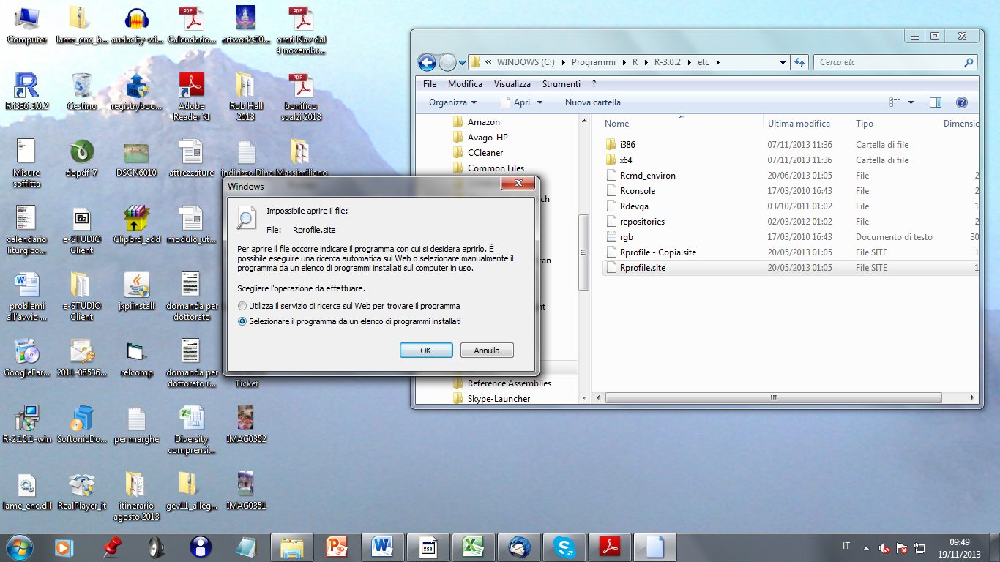 Computer
lame_enc_b...
audacity-wi...
Calendario...
artworks00...
orari Nav dal
4 novembr...
Ri386 3.0.2
Cestino
registryboo...
Adobe
Reader XI
Rob Hall
2013
bonifico
scalzi 2013
Misure
soffitta
dopdf-7
DSCN6010
attrezzature
indirizzo Dina
Massimiliano
calendario
liturgico...
e-STUDIO
Client
Clipbrd_add
modulo_ut...
problemi
all'avvio....
e-STUDIO
Client
jxpiinstall
domanda per
dottorato
GoogleEar...
2011-08536...
relcomp
domanda per
dottorato r...
Ticket
R-2.15.1-win
SoftonicDo...
per marghe
Diversity
comprensi...
IMAG0352
lame_enc.dll
RealPlayer_it
itinerario
agosto 2013
gev11_alleg...
IMAG0351
« WINDOWS (C:) Programmi R R-3.0.2 etc
Cerca etc
File Modifica Visualizza Strumenti ?
Organizza Apri Nuova cartella
Amazon
Avago-HP
CCleaner
Common Files
ch
can
nt
Reference Assemblies
Skype-Launcher
Nome Ultima modifica Tipo Dimensic
i386 07/11/2013 11:36 Cartella di file
x64 07/11/2013 11:36 Cartella di file
Rcmd_environ 20/06/2013 01:05 File 2
Rconsole 17/03/2010 16:43 File 2
Rdevga 03/10/2011 01:02 File 1
repositories 02/03/2012 01:02 File 2
rgb 17/03/2010 16:43 Documento di testo 30
Rprofile - Copia.site 20/05/2013 01:05 File SITE 1
Rprofile.site 20/05/2013 01:05 File SITE 1
Windows
Impossibile aprire il file:
File: Rprofile.site
Per aprire il file occorre indicare il programma con cui si desidera aprirlo. È
possibile eseguire una ricerca automatica sul Web o selezionare manualmente il
programma da un elenco di programmi installati sul computer in uso.
Scegliere l'operazione da effettuare.
Utilizza il servizio di ricerca sul Web per trovare il programma
Selezionare il programma da un elenco di programmi installati
OK Annulla
IT
09:49
19/11/2013